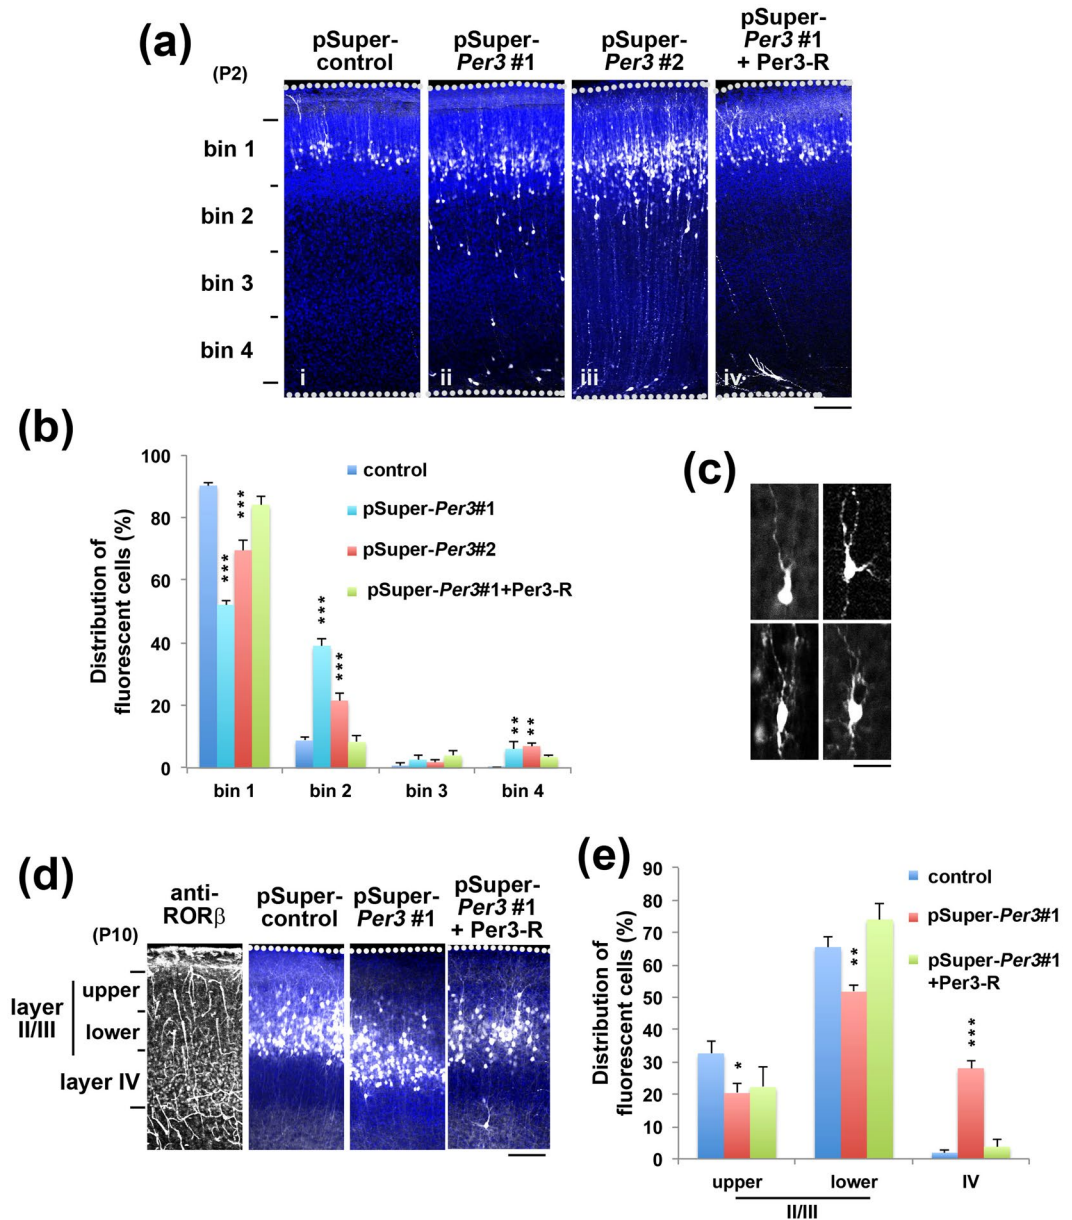 (a)
(P2)
pSuper-
control
pSuper-
Per3 #1
pSuper-
Per3 #2
pSuper-
Per3 #1
+ Per3-R
bin 1
bin 2
bin 3
bin 4
i
ii
iii
iv
(b)
Distribution of
fluorescent cells (%)
100
80
60
40
20
0
control
pSuper-Per3#1
pSuper-Per3#2
pSuper-Per3#1+Per3-R
***
***
***
***
**
**
bin 1
bin 2
bin 3
bin 4
(c)
(d)
(P10)
anti-
RORβ
pSuper-
control
pSuper-
Per3 #1
pSuper-
Per3 #1
+ Per3-R
layer
II/III
upper
lower
layer IV
(e)
Distribution of
fluorescent cells (%)
90
80
70
60
50
40
30
20
10
0
control
pSuper-Per3#1
pSuper-Per3#1
+Per3-R
*
**
***
upper
lower
IV
II/III